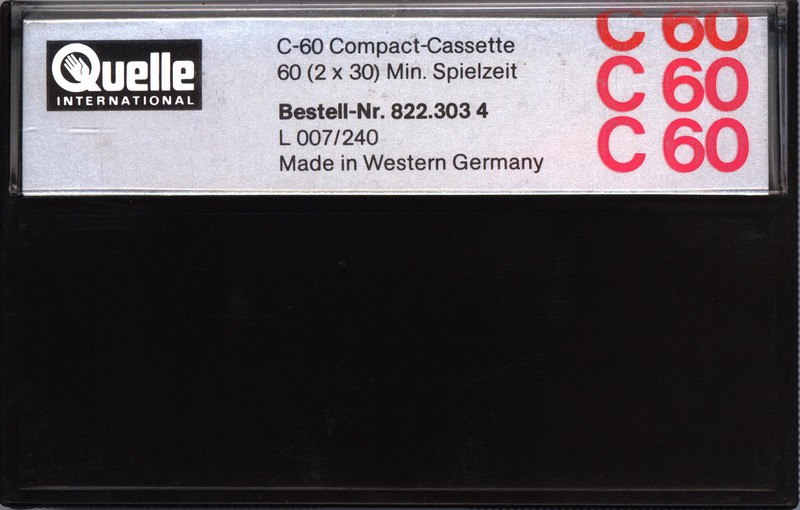 Quelle
INTERNATIONAL
C-60 Compact-Cassette
60 (2 x 30) Min. Spielzeit
Bestell-Nr. 822.303 4
L 007/240
Made in Western Germany
C 60
C 60
C 60